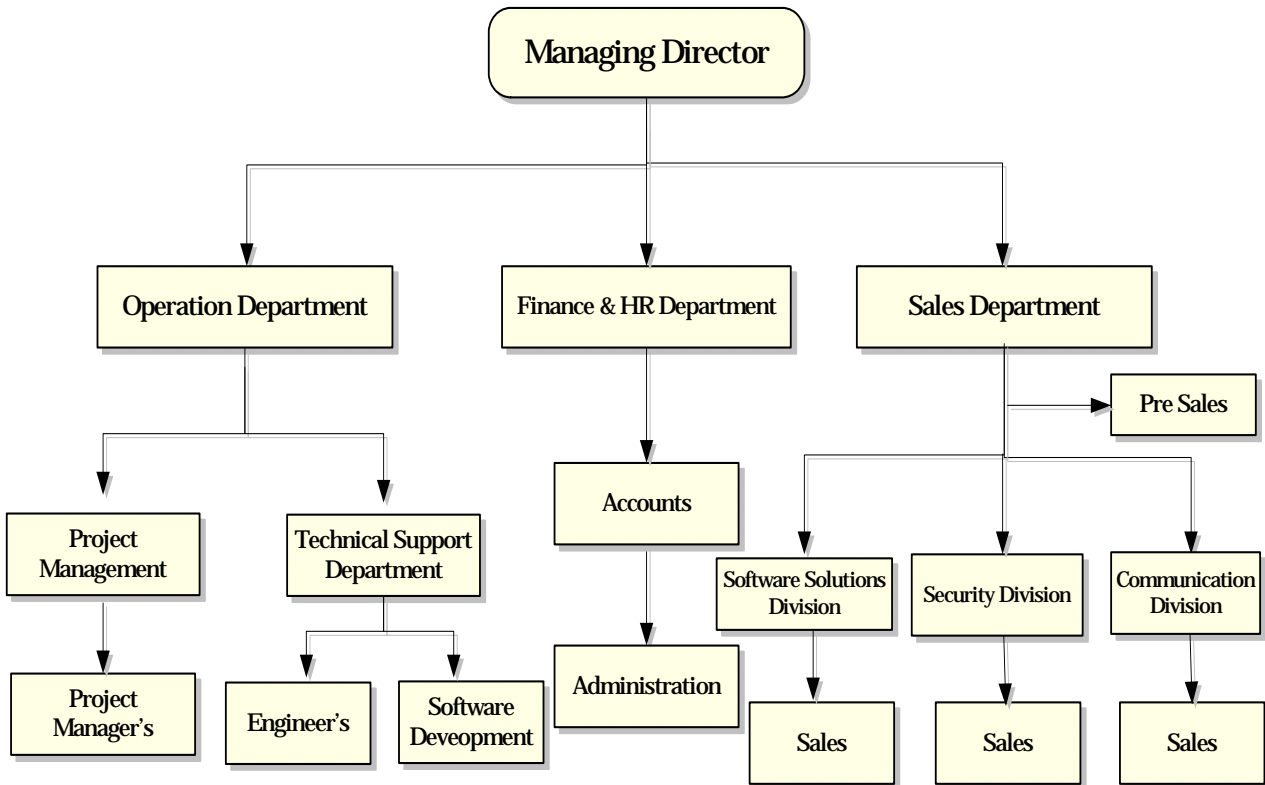 Managing Director
Operation Department
Finance & HR Department
Sales Department
Pre Sales
Project
Management
Technical Support
Department
Accounts
Software Solutions
Division
Security Division
Communication
Division
Project
Manager's
Engineer's
Software
Deveopment
Administration
Sales
Sales
Sales